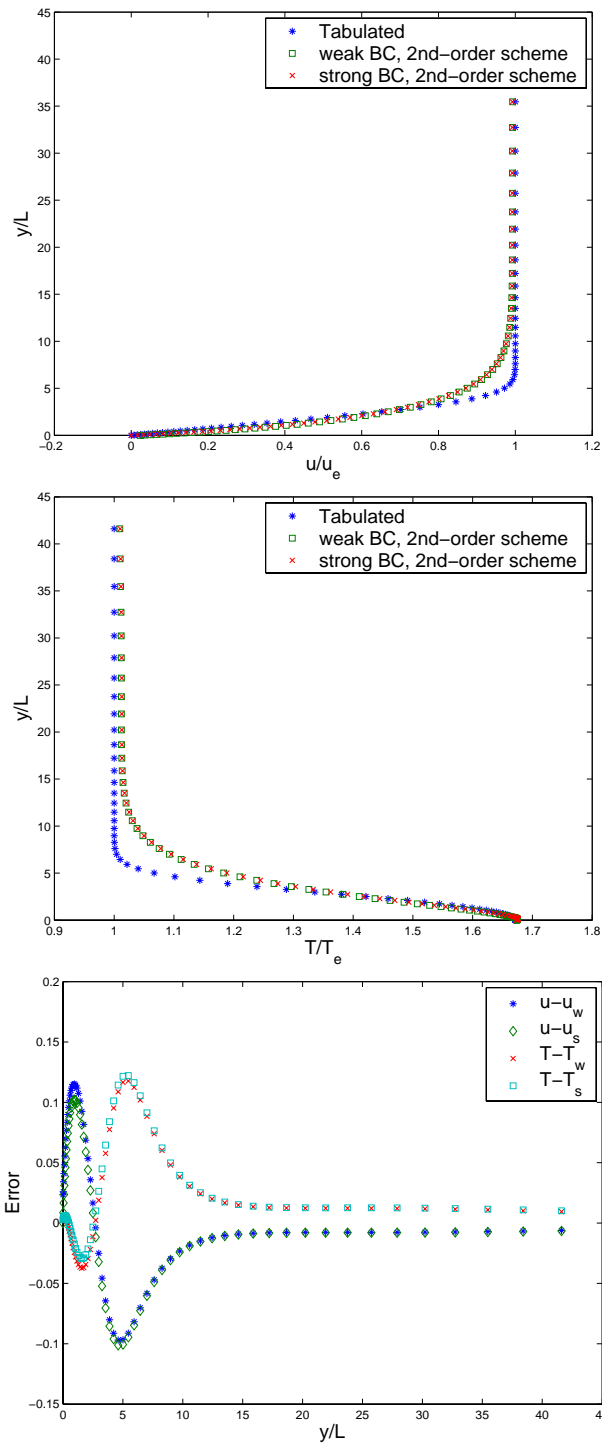 45
40
35
30
25
20
15
10
5
0
y/L
Tabulated
weak BC, 2nd−order scheme
strong BC, 2nd−order scheme
−0.2 0 0.2 0.4 0.6 0.8 1 1.2
u/u_e
45
40
35
30
25
20
15
10
5
0
y/L
Tabulated
weak BC, 2nd−order scheme
strong BC, 2nd−order scheme
0.9 1 1.1 1.2 1.3 1.4 1.5 1.6 1.7 1.8
T/T_e
0.2
0.15
0.1
0.05
0
−0.05
−0.1
−0.15
Error
u−u_w
u−u_s
T−T_w
T−T_s
0 5 10 15 20 25 30 35 40
y/L